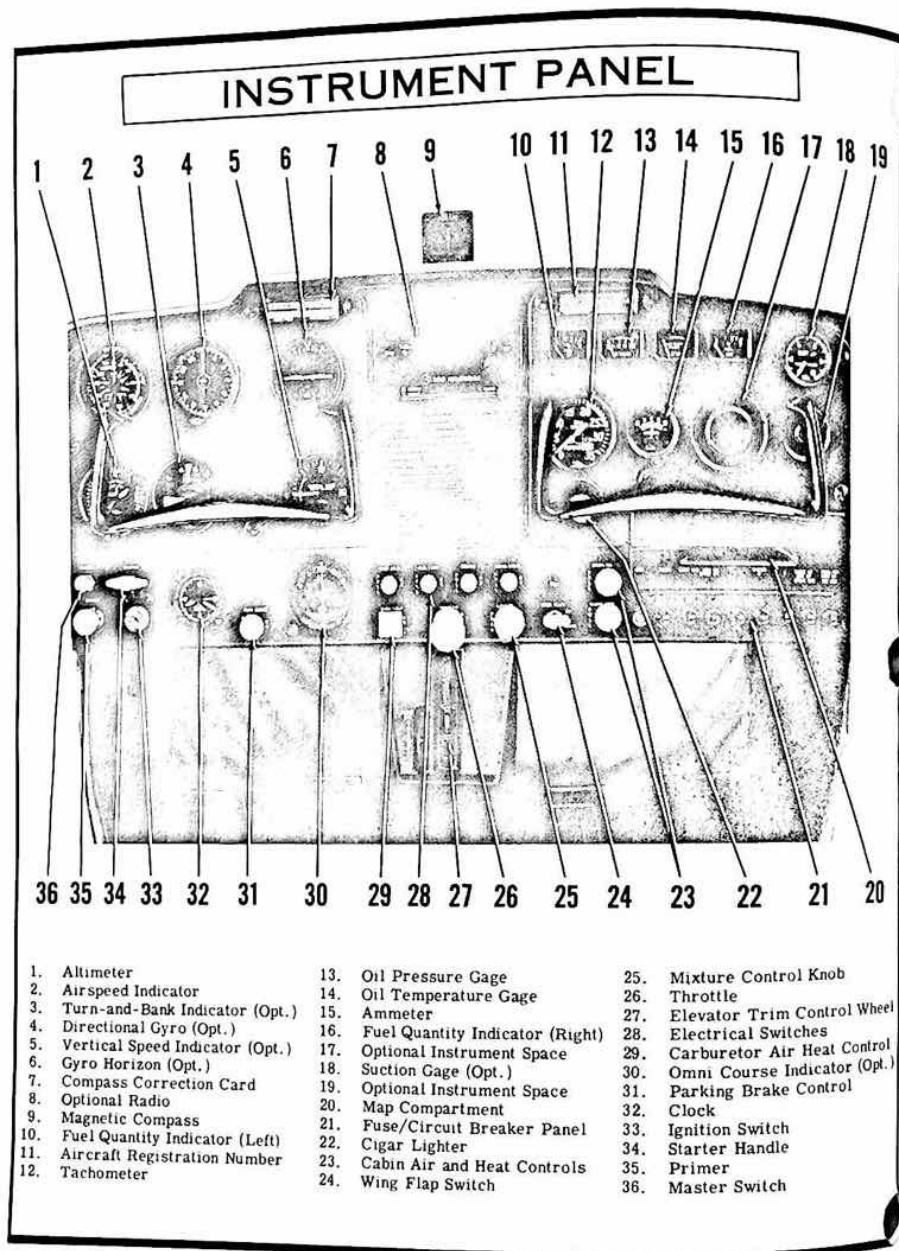 INSTRUMENT PANEL
1 2 3 4 5 6 7 8 9 10 11 12 13 14 15 16 17 18 19
36 35 34 33 32 31 30 29 28 27 26 25 24 23 22 21 20
1. Altimeter
2. Airspeed Indicator
3. Turn-and-Bank Indicator (Opt.)
4. Directional Gyro (Opt.)
5. Vertical Speed Indicator (Opt.)
6. Gyro Horizon (Opt.)
7. Compass Correction Card
8. Optional Radio
9. Magnetic Compass
10. Fuel Quantity Indicator (Left)
11. Aircraft Registration Number
12. Tachometer
13. Oil Pressure Gage
14. Oil Temperature Gage
15. Ammeter
16. Fuel Quantity Indicator (Right)
17. Optional Instrument Space
18. Suction Gage (Opt.)
19. Optional Instrument Space
20. Map Compartment
21. Fuse/Circuit Breaker Panel
22. Cigar Lighter
23. Cabin Air and Heat Controls
24. Wing Flap Switch
25. Mixture Control Knob
26. Throttle
27. Elevator Trim Control Wheel
28. Electrical Switches
29. Carburetor Air Heat Control
30. Omni Course Indicator (Opt.)
31. Parking Brake Control
32. Clock
33. Ignition Switch
34. Starter Handle
35. Primer
36. Master Switch